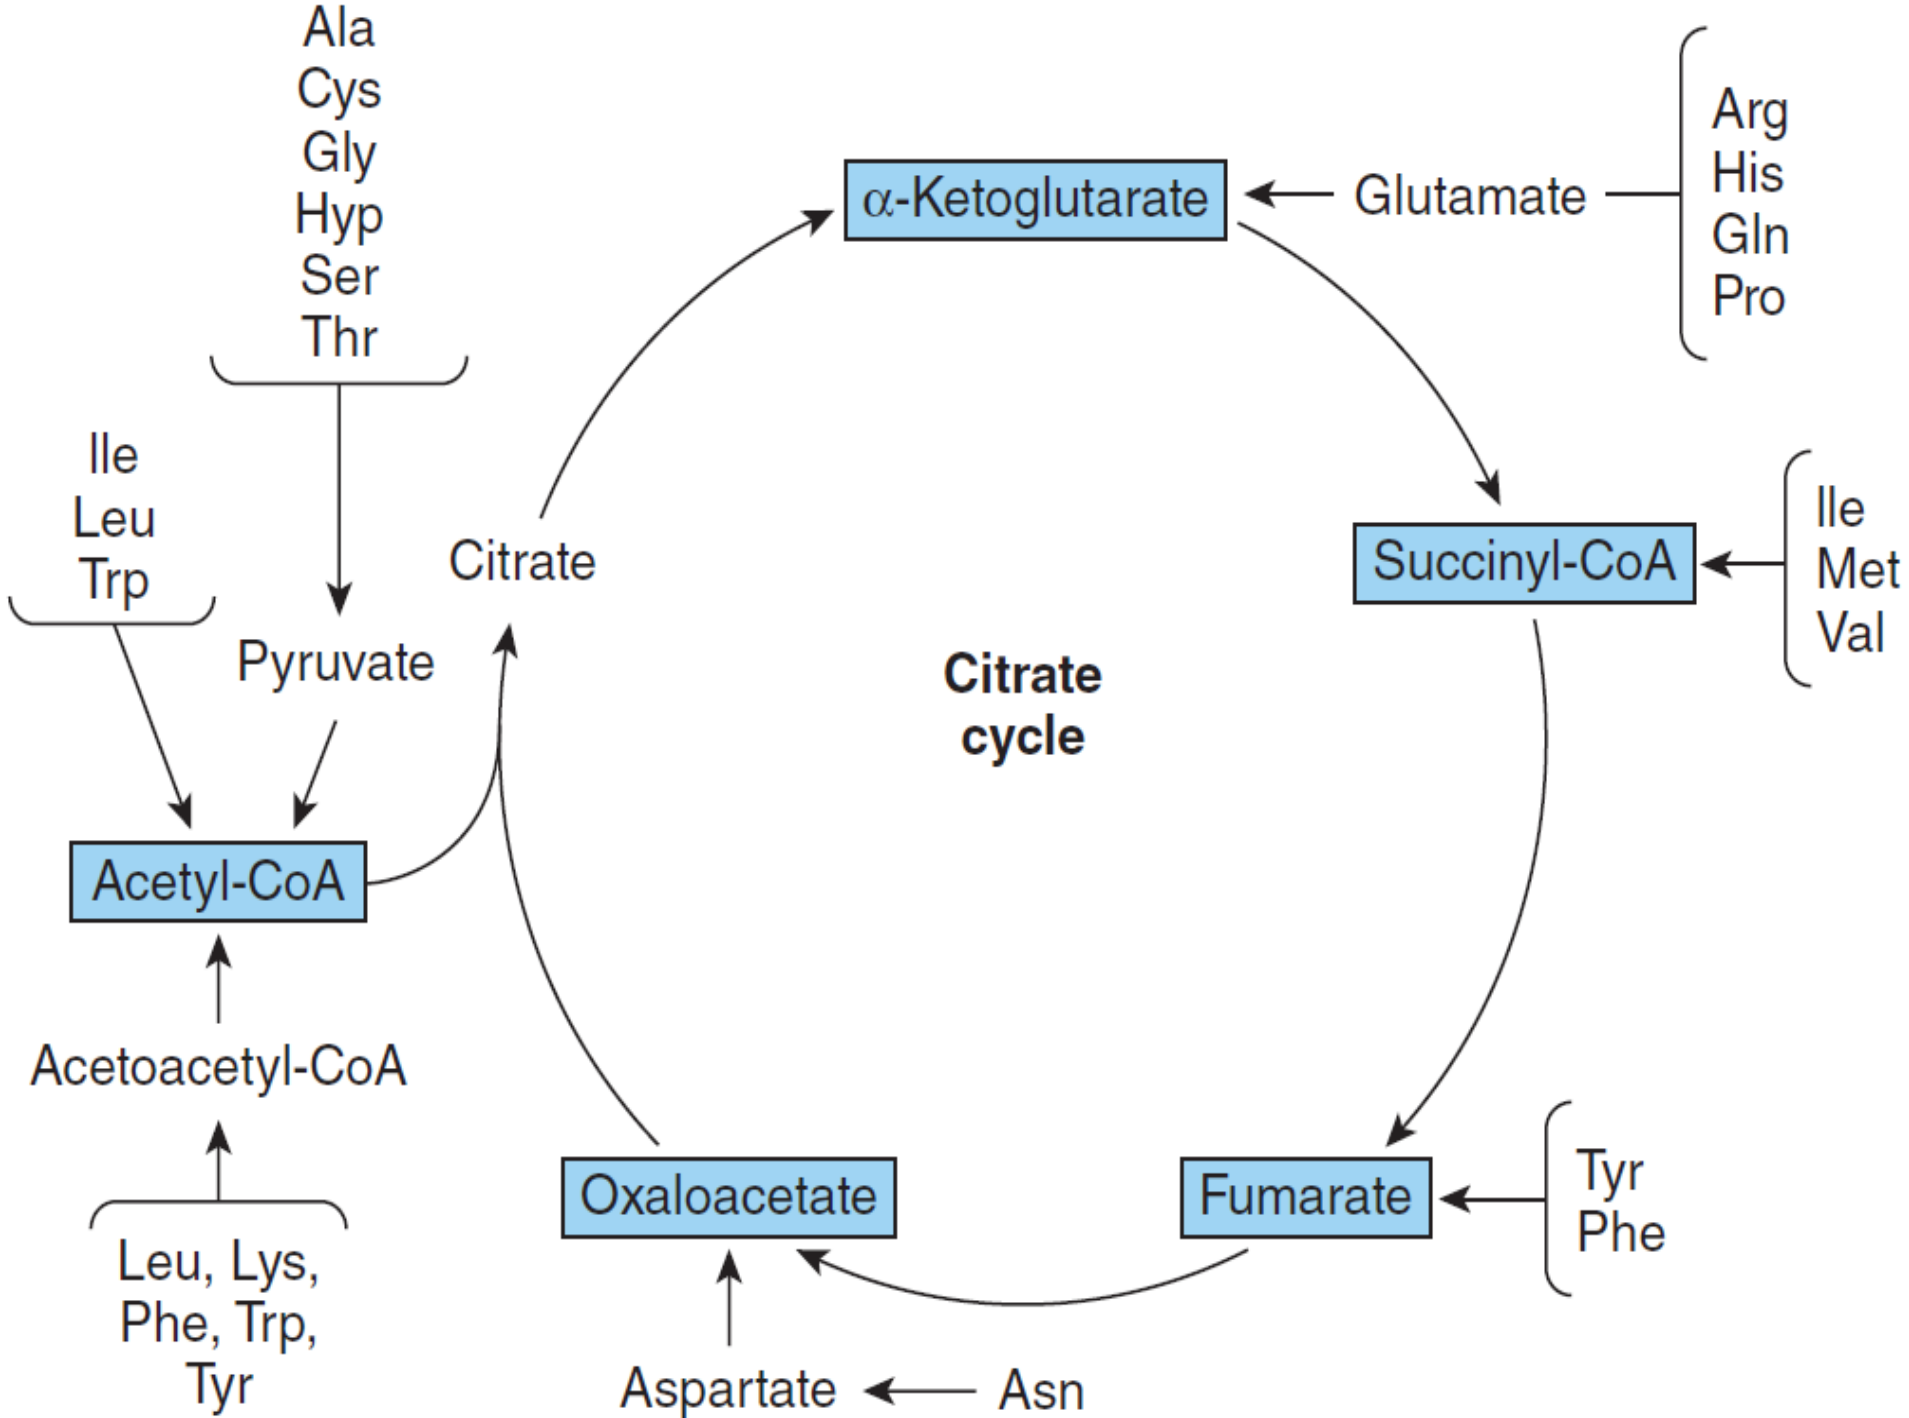 Ala
Cys
Gly
Hyp
Ser
Thr
α-Ketoglutarate
Glutamate
Arg
His
Gln
Pro
Ile
Leu
Trp
Citrate
Pyruvate
Succinyl-CoA
Ile
Met
Val
Citrate
cycle
Acetyl-CoA
Acetoacetyl-CoA
Leu, Lys,
Phe, Trp,
Tyr
Oxaloacetate
Fumarate
Tyr
Phe
Aspartate
Asn